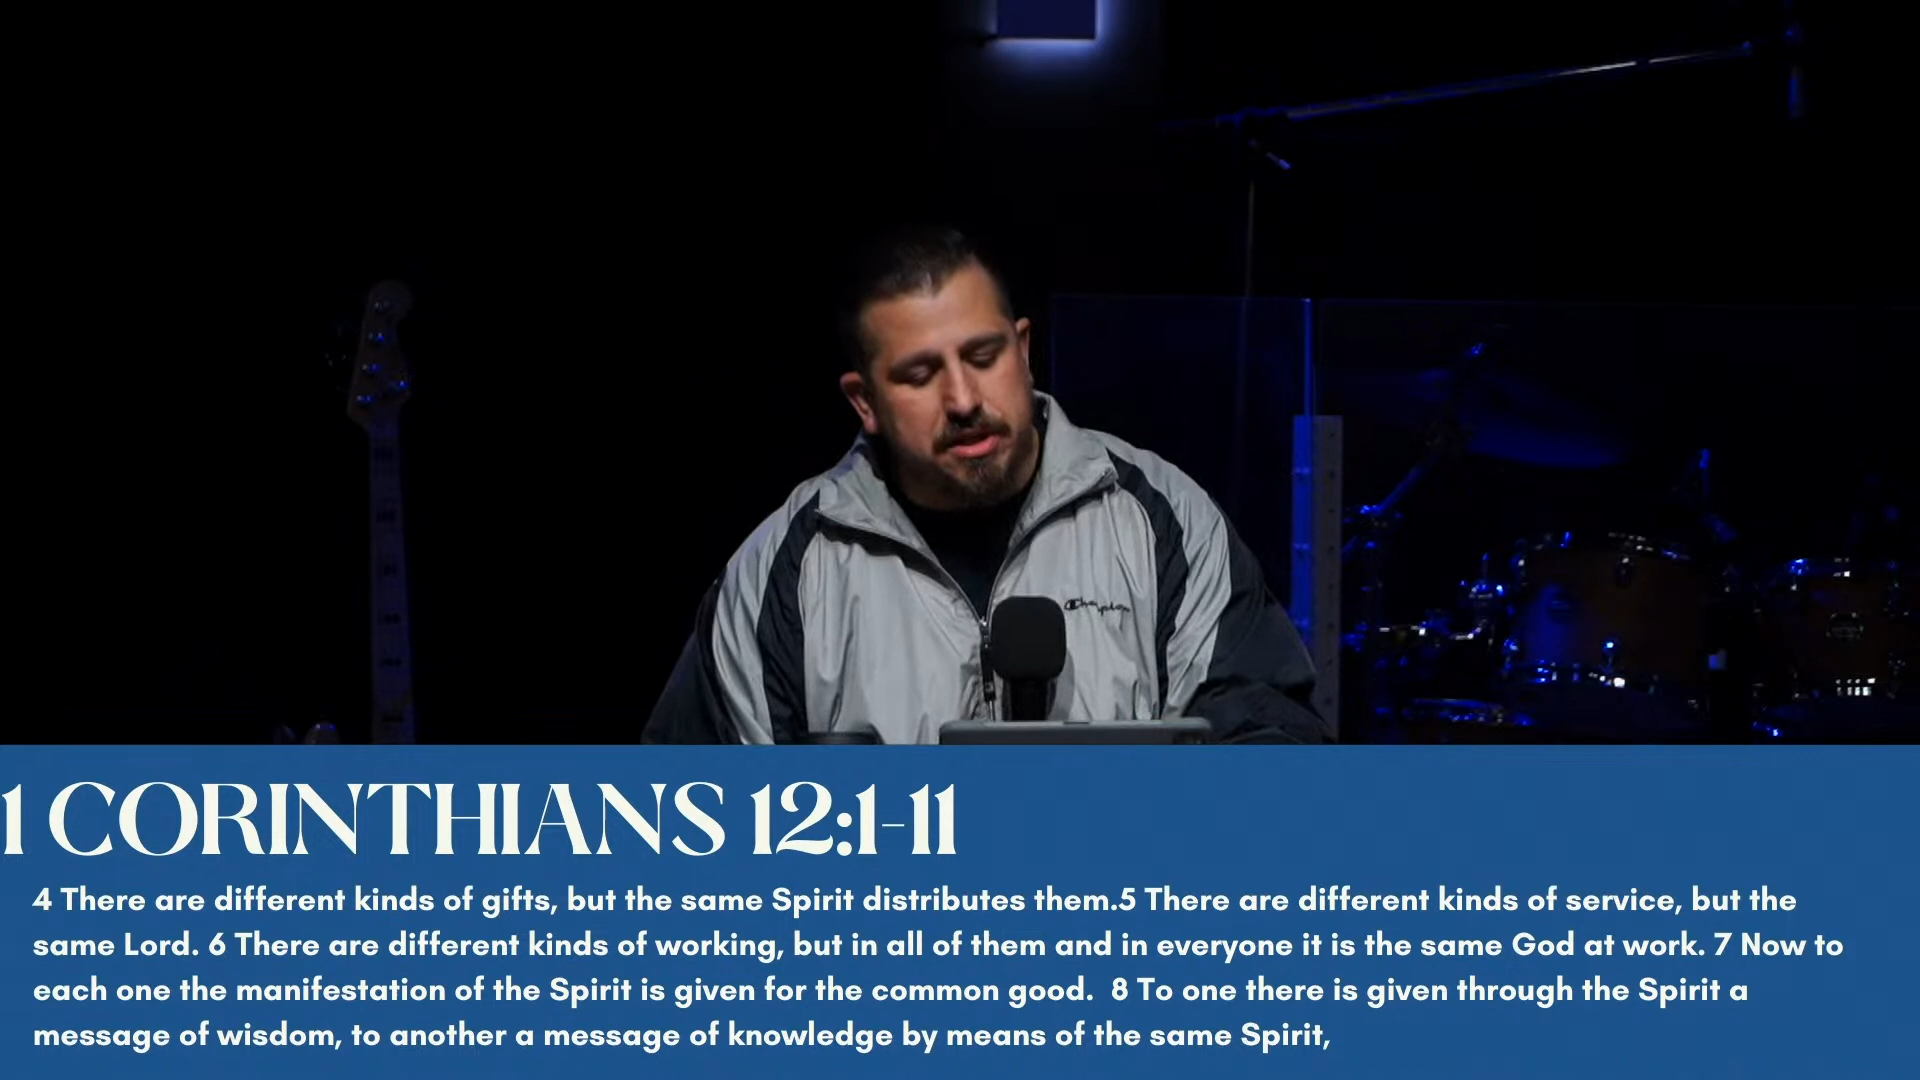 Champion
1 CORINTHIANS 12:1-11
4 There are different kinds of gifts, but the same Spirit distributes them.5 There are different kinds of service, but the
same Lord. 6 There are different kinds of working, but in all of them and in everyone it is the same God at work. 7 Now to
each one the manifestation of the Spirit is given for the common good. 8 To one there is given through the Spirit a
message of wisdom, to another a message of knowledge by means of the same Spirit,